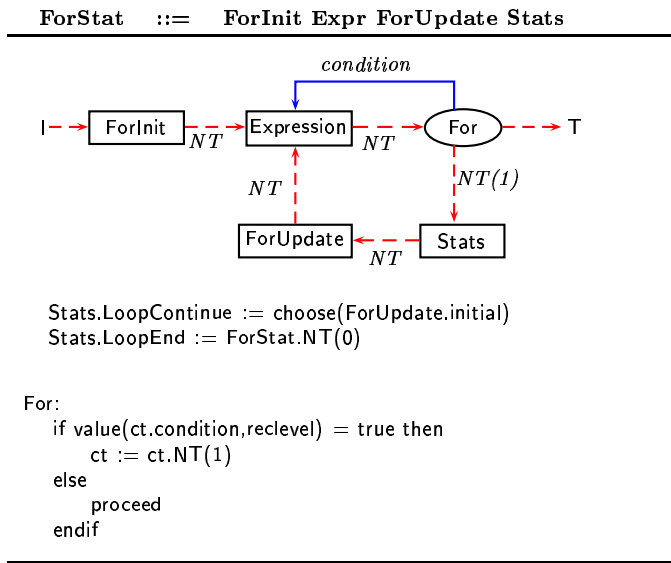 ForStat ::= ForInit Expr ForUpdate Stats
condition
I ForInit NT Expression NT For T
NT NT(1)
ForUpdate NT Stats
Stats.LoopContinue := choose(ForUpdate.initial)
Stats.LoopEnd := ForStat.NT(0)
For:
if value(ct.condition,reclevel) = true then
ct := ct.NT(1)
else
proceed
endif